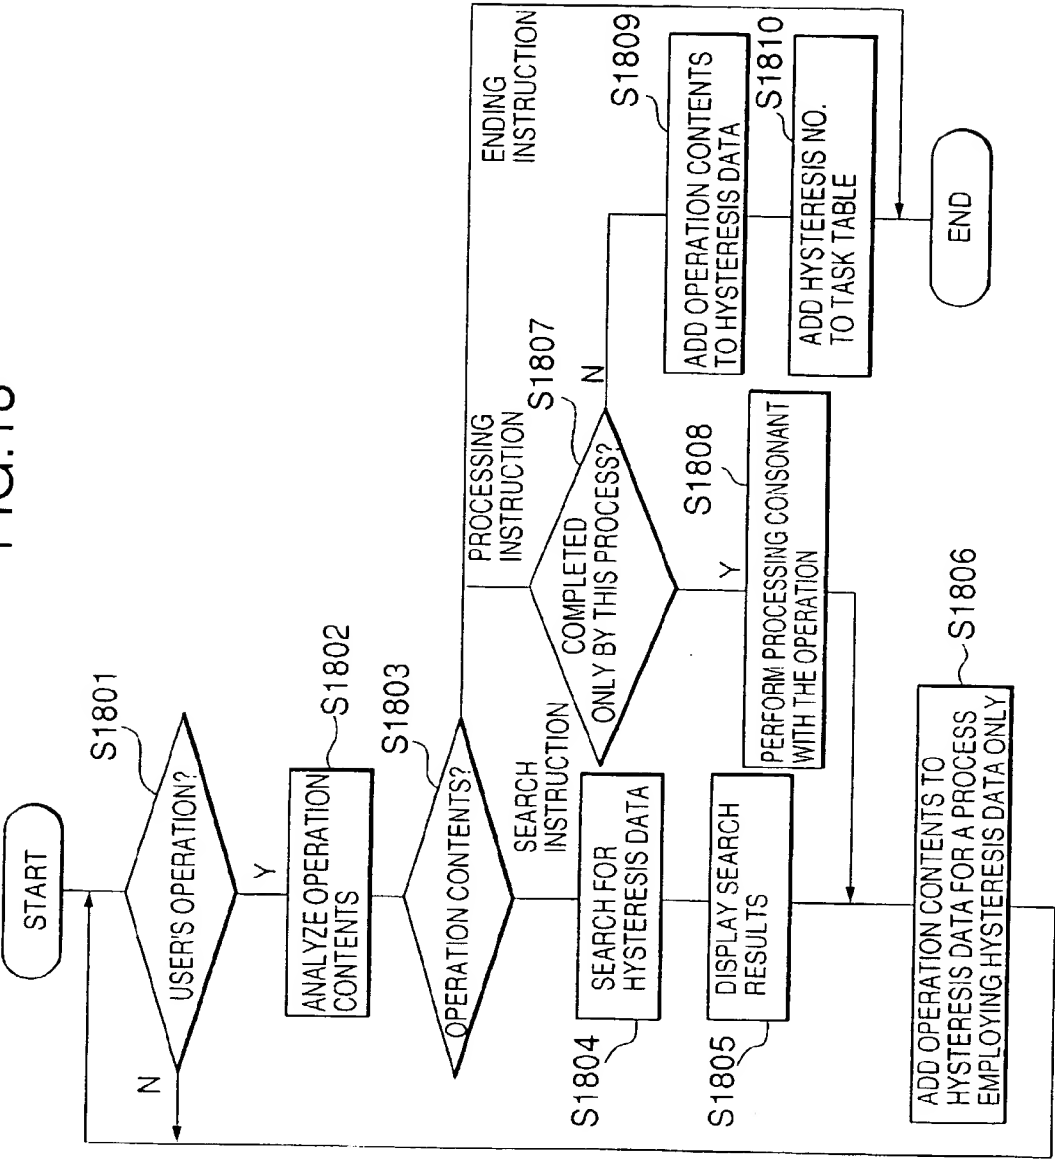 START
S1801
USER'S OPERATION?
N
Y
S1802
ANALYZE OPERATION
CONTENTS
S1803
OPERATION CONTENTS?
SEARCH
INSTRUCTION
PROCESSING
INSTRUCTION
ENDING
INSTRUCTION
S1804
SEARCH FOR
HYSTERESIS DATA
S1805
DISPLAY SEARCH
RESULTS
S1807
COMPLETED
ONLY BY THIS PROCESS?
N
Y
S1808
PERFORM PROCESSING CONSONANT
WITH THE OPERATION
S1809
ADD OPERATION CONTENTS
TO HYSTERESIS DATA
S1810
ADD HYSTERESIS NO.
TO TASK TABLE
S1806
ADD OPERATION CONTENTS TO
HYSTERESIS DATA FOR A PROCESS
EMPLOYING HYSTERESIS DATA ONLY
END